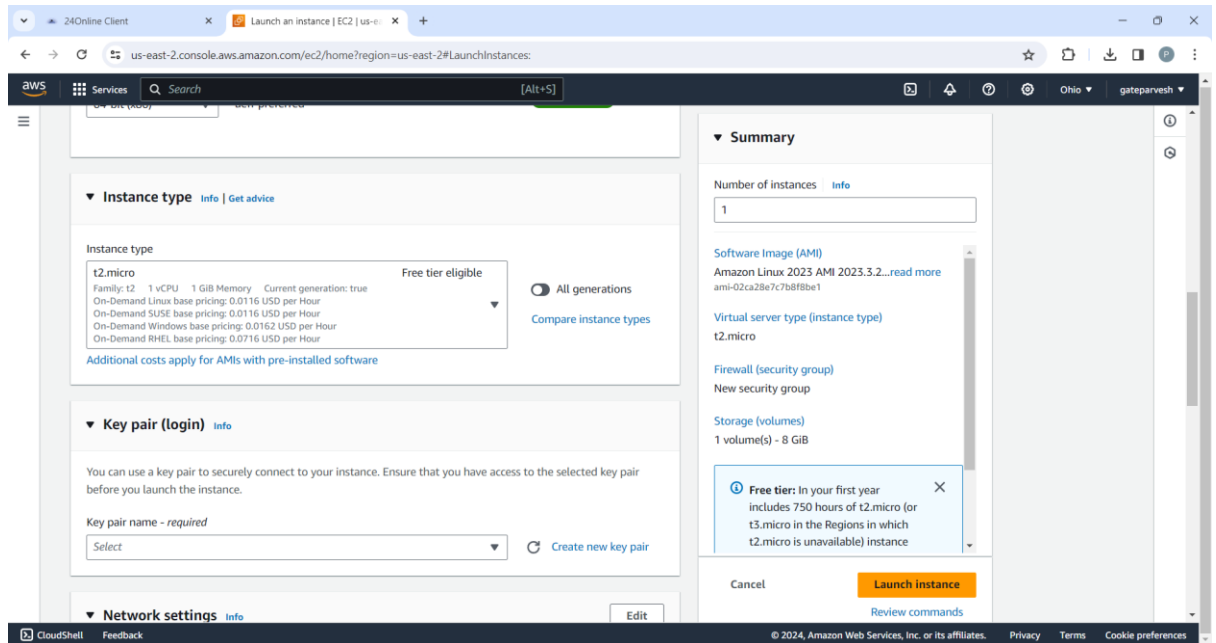 24Online Client
Launch an instance | EC2 | us-ea
us-east-2.console.aws.amazon.com/ec2/home?region=us-east-2#LaunchInstances:
P
aws
Services
Search
[Alt+S]
Ohio
gateparvesh
Instance type Info | Get advice
Instance type
t2.micro Free tier eligible
Family: t2 1 vCPU 1 GiB Memory Current generation: true
On-Demand Linux base pricing: 0.0116 USD per Hour
On-Demand SUSE base pricing: 0.0116 USD per Hour
On-Demand Windows base pricing: 0.0162 USD per Hour
On-Demand RHEL base pricing: 0.0716 USD per Hour
All generations
Compare instance types
Additional costs apply for AMIs with pre-installed software
Key pair (login) Info
You can use a key pair to securely connect to your instance. Ensure that you have access to the selected key pair
before you launch the instance.
Key pair name - required
Select
Create new key pair
Network settings Info
Edit
Summary
Number of instances Info
1
Software Image (AMI)
Amazon Linux 2023 AMI 2023.3.2...read more
ami-02ca28e7c7b8f8be1
Virtual server type (instance type)
t2.micro
Firewall (security group)
New security group
Storage (volumes)
1 volume(s) - 8 GiB
Free tier: In your first year
includes 750 hours of t2.micro (or
t3.micro in the Regions in which
t2.micro is unavailable) instance
Cancel
Launch instance
Review commands
CloudShell Feedback
© 2024, Amazon Web Services, Inc. or its affiliates. Privacy Terms Cookie preferences